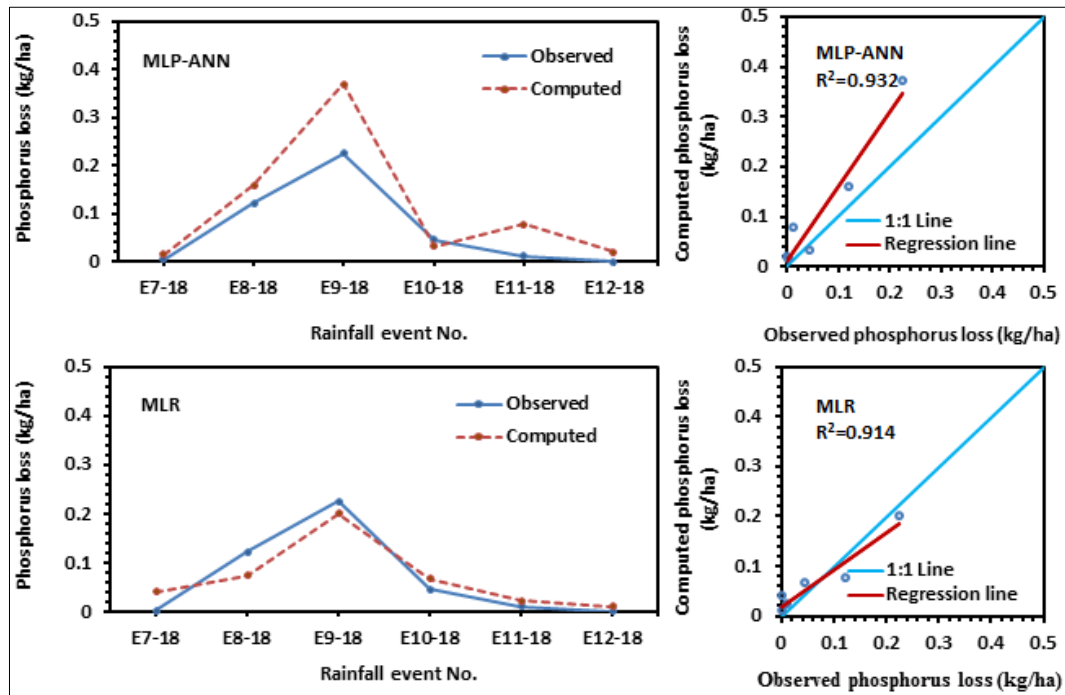 Phosphorus loss (kg/ha)
0.5
0.4
0.3
0.2
0.1
0
MLP-ANN
Observed
Computed
E7-18 E8-18 E9-18 E10-18 E11-18 E12-18
Rainfall event No.
Computed phosphorus loss
(kg/ha)
0.5
0.4
0.3
0.2
0.1
0
MLP-ANN
R²=0.932
1:1 Line
Regression line
0 0.1 0.2 0.3 0.4 0.5
Observed phosphorus loss (kg/ha)
Phosphorus loss (kg/ha)
0.5
0.4
0.3
0.2
0.1
0
MLR
Observed
Computed
E7-18 E8-18 E9-18 E10-18 E11-18 E12-18
Rainfall event No.
Computed phosphorus loss
(kg/ha)
0.5
0.4
0.3
0.2
0.1
0
MLR
R²=0.914
1:1 Line
Regression line
0 0.1 0.2 0.3 0.4 0.5
Observed phosphorus loss (kg/ha)